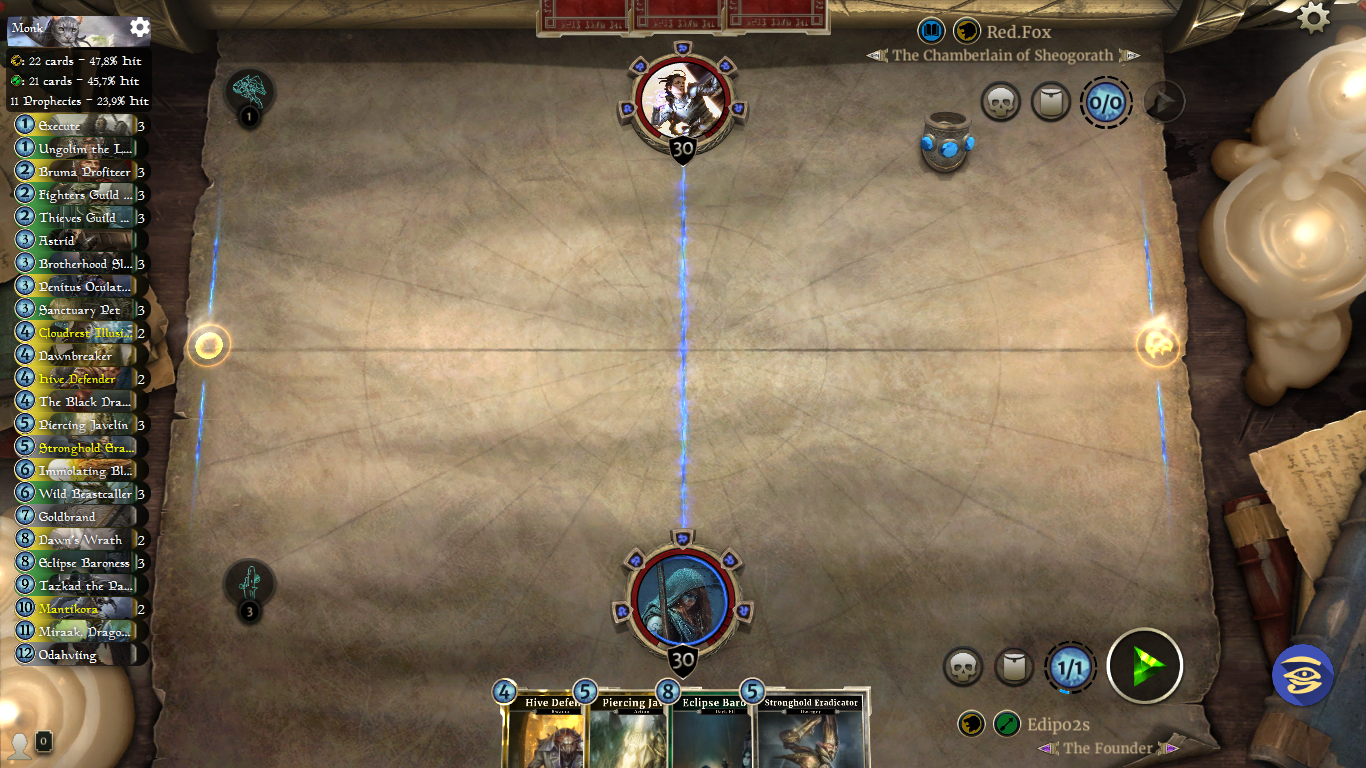 Monk
: 22 cards - 47,8% hit
: 21 cards - 45,7% hit
11 Prophecies - 23,9% hit
1 Execute 3
1 Ungolim the L...
2 Bruma Profiteer 3
2 Fighters Guild ... 3
2 Thieves Guild ... 3
3 Astrid
3 Brotherhood Sl... 3
3 Penitus Oculat...
3 Sanctuary Pet 3
4 Cloudrest Illusi... 2
4 Dawnbreaker
4 Hive Defender 2
4 The Black Dra...
5 Piercing Javelin 3
5 Stronghold Era...
6 Immolating Bl...
6 Wild Beastcaller 3
7 Goldbrand
8 Dawn's Wrath 2
8 Eclipse Baroness 3
9 Tazkad the Pa...
10 Mantikora 2
11 Miraak, Drago...
12 Odahviing
0
1
30
Red.Fox
The Chamberlain of Sheogorath
0/0
3
30
1/1
Edipo2s
The Founder
4 Hive Defen
5 Piercing Jav
Action
8 Eclipse Baro
Dark Elf
5 Stronghold Eradicator